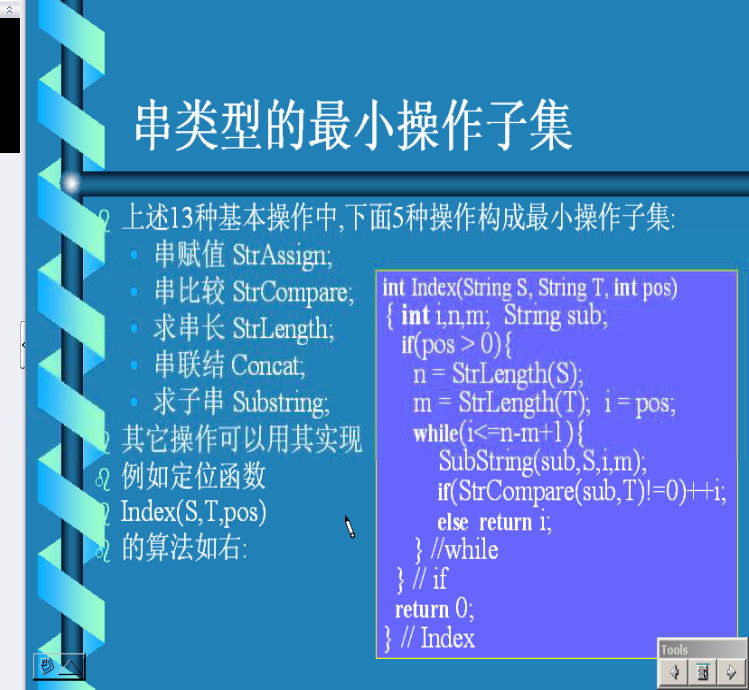 串类型的最小操作子集
上述13种基本操作中,下面5种操作构成最小操作子集:
串赋值 StrAssign;
串比较 StrCompare;
求串长 StrLength;
串联结 Concat;
求子串 Substring;
其它操作可以用其实现
例如定位函数
Index(S,T,pos)
的算法如右:
int Index(String S, String T, int pos)
{ int i,n,m; String sub;
if(pos > 0){
n = StrLength(S);
m = StrLength(T); i = pos;
while(i<=n-m+1){
SubString(sub,S,i,m);
if(StrCompare(sub,T)!=0)++i;
else return i;
} //while
} // if
return 0;
} // Index
Tools